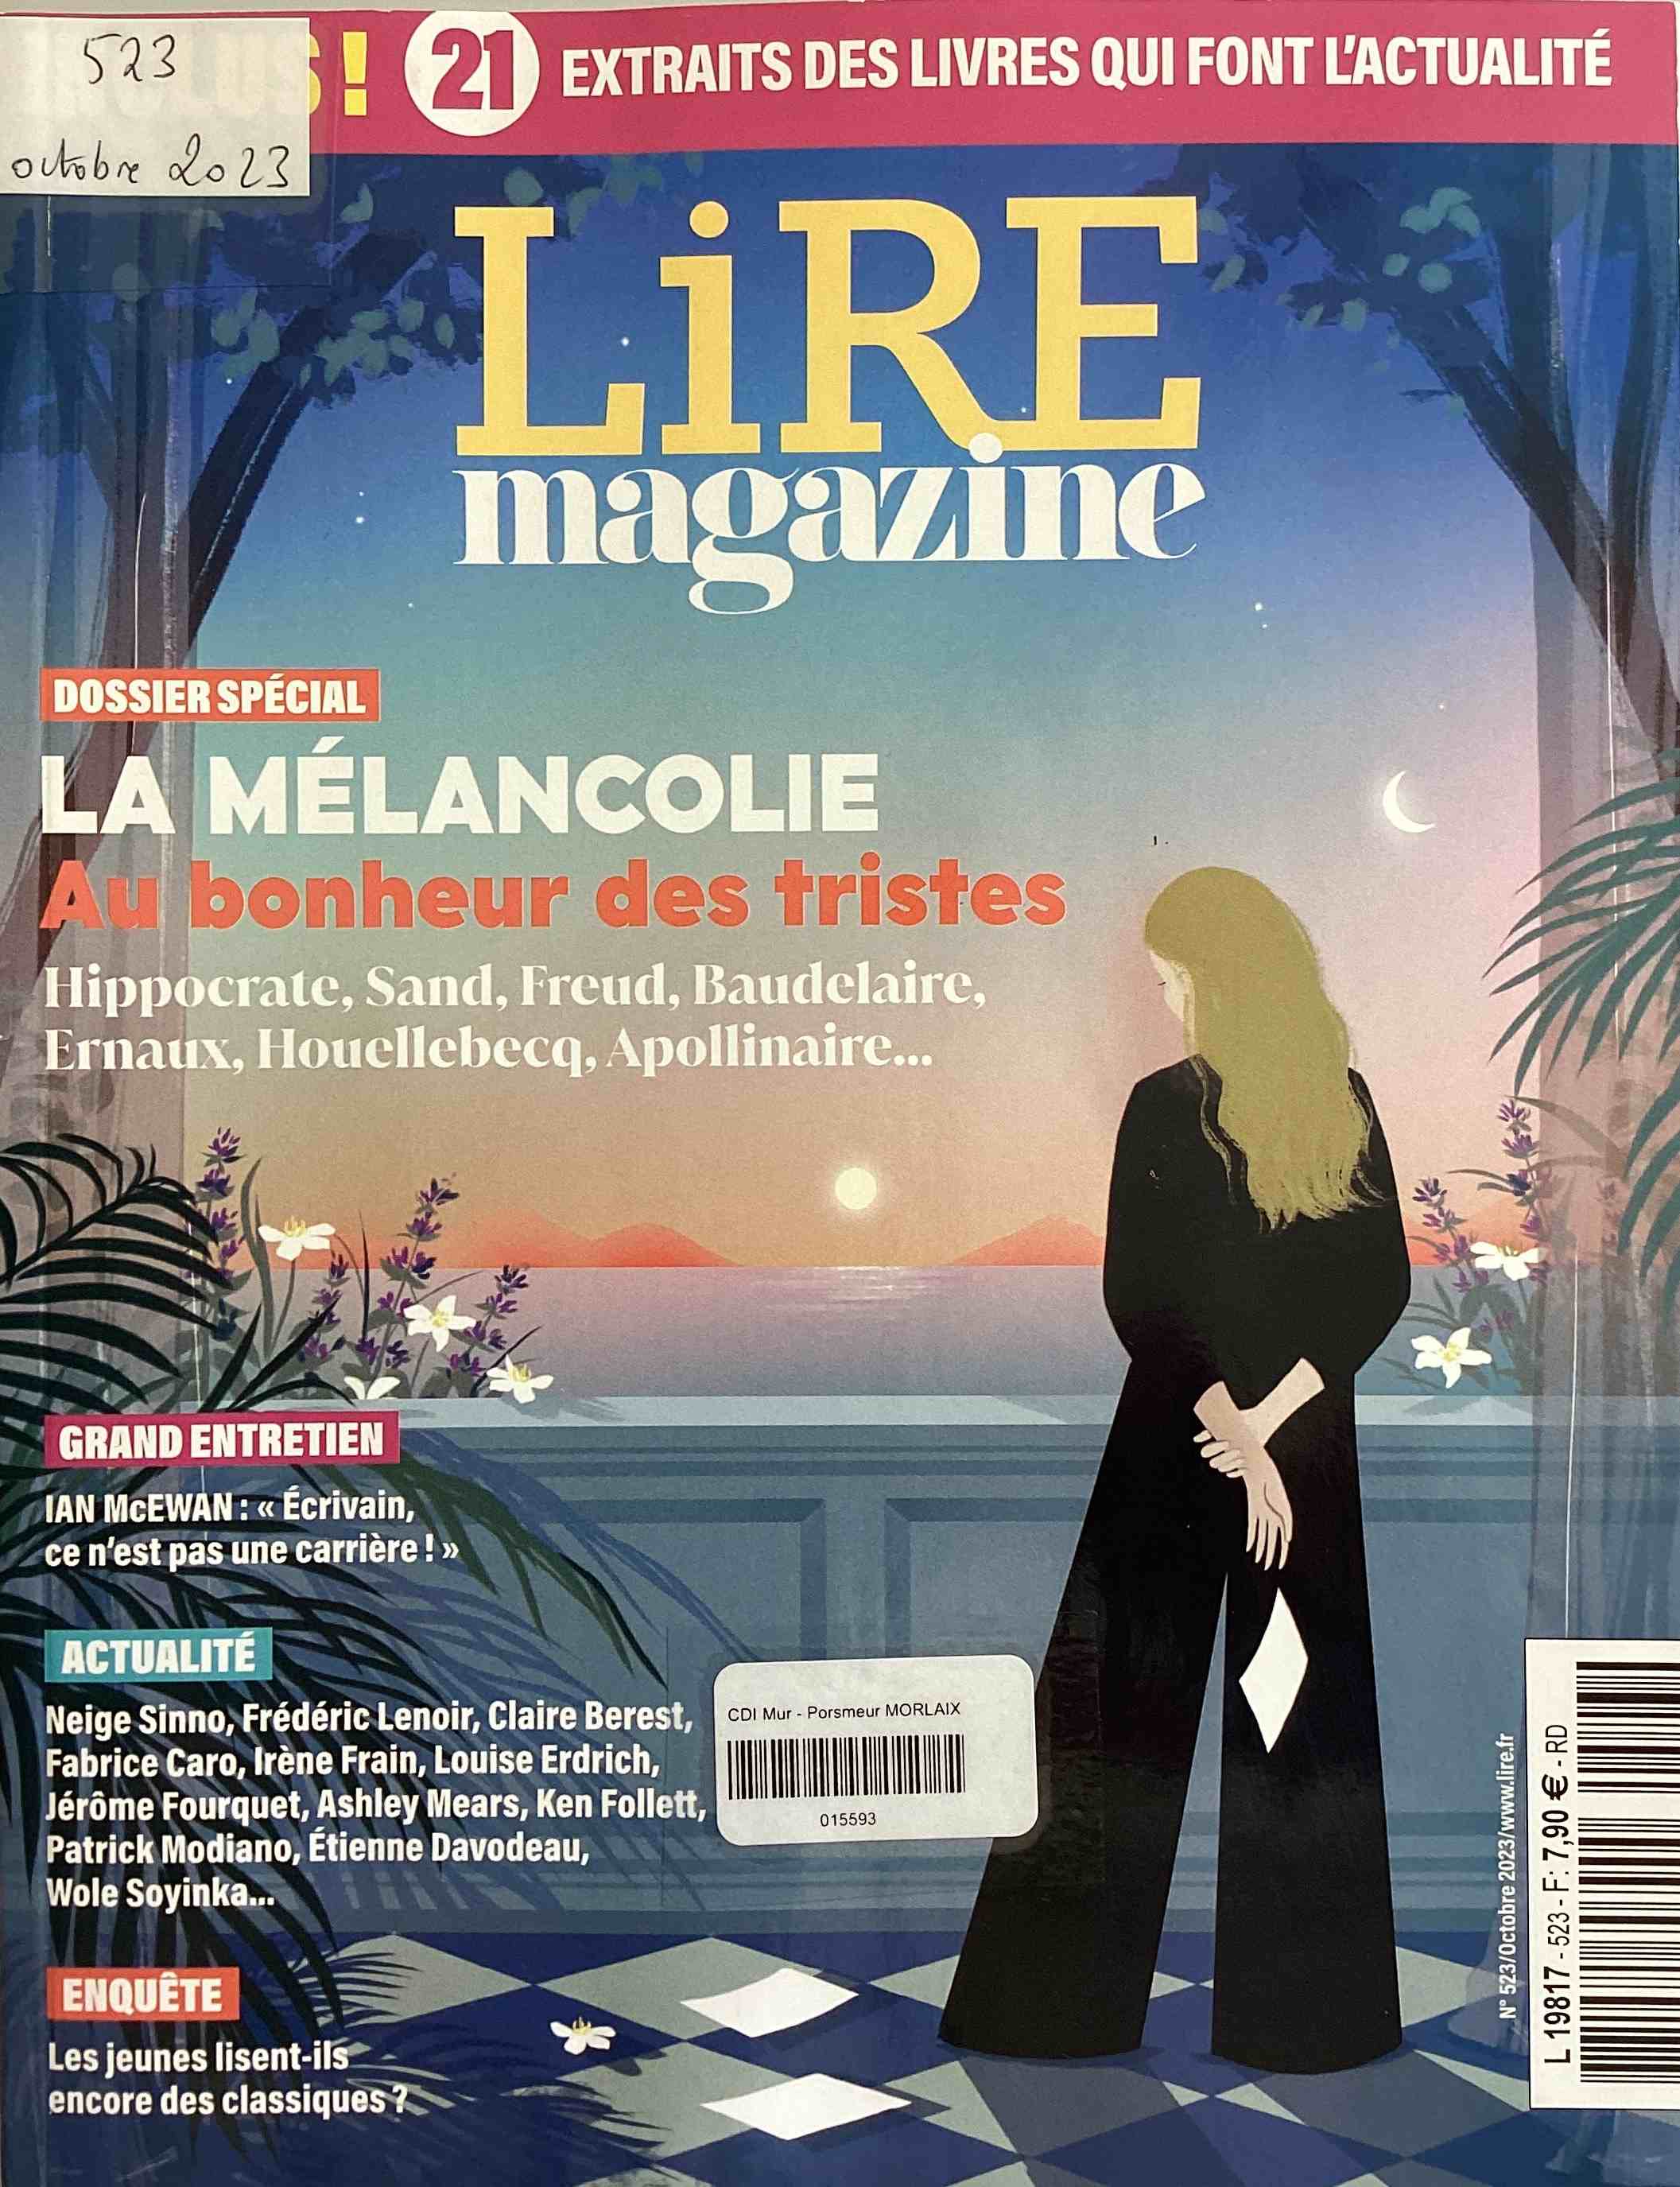 523
octobre 2023
! 21 EXTRAITS DES LIVRES QUI FONT L'ACTUALITÉ
LiRE
magazine
DOSSIER SPÉCIAL
LA MÉLANCOLIE
Au bonheur des tristes
Hippocrate, Sand, Freud, Baudelaire,
Ernaux, Houellebecq, Apollinaire...
GRAND ENTRETIEN
IAN McEWAN : « Écrivain,
ce n'est pas une carrière ! »
ACTUALITÉ
Neige Sinno, Frédéric Lenoir, Claire Berest,
Fabrice Caro, Irène Frain, Louise Erdrich,
Jérôme Fourquet, Ashley Mears, Ken Follett,
Patrick Modiano, Étienne Davodeau,
Wole Soyinka...
CDI Mur - Porsmeur MORLAIX
015593
ENQUÊTE
Les jeunes lisent-ils
encore des classiques ?
N° 523/Octobre 2023/www.lire.fr
L 19817 - 523 - F: 7,90 € - RD